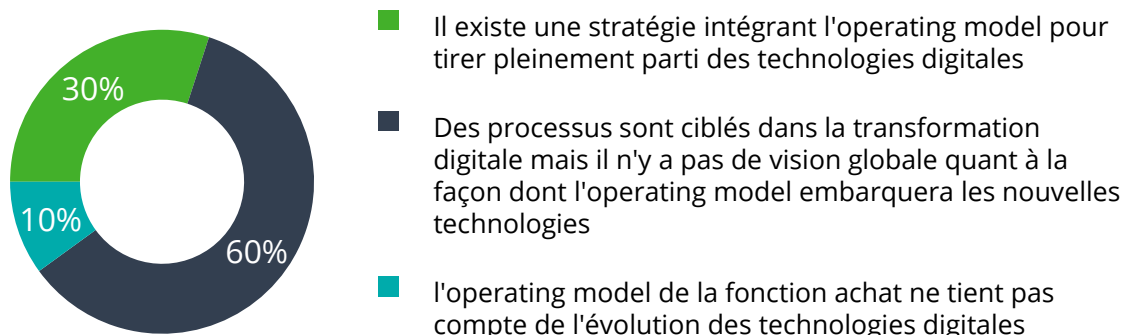 30%
10%
60%
Il existe une stratégie intégrant l'operating model pour
tirer pleinement parti des technologies digitales
Des processus sont ciblés dans la transformation
digitale mais il n'y a pas de vision globale quant à la
façon dont l'operating model embarquera les nouvelles
technologies
l'operating model de la fonction achat ne tient pas
compte de l'évolution des technologies digitales